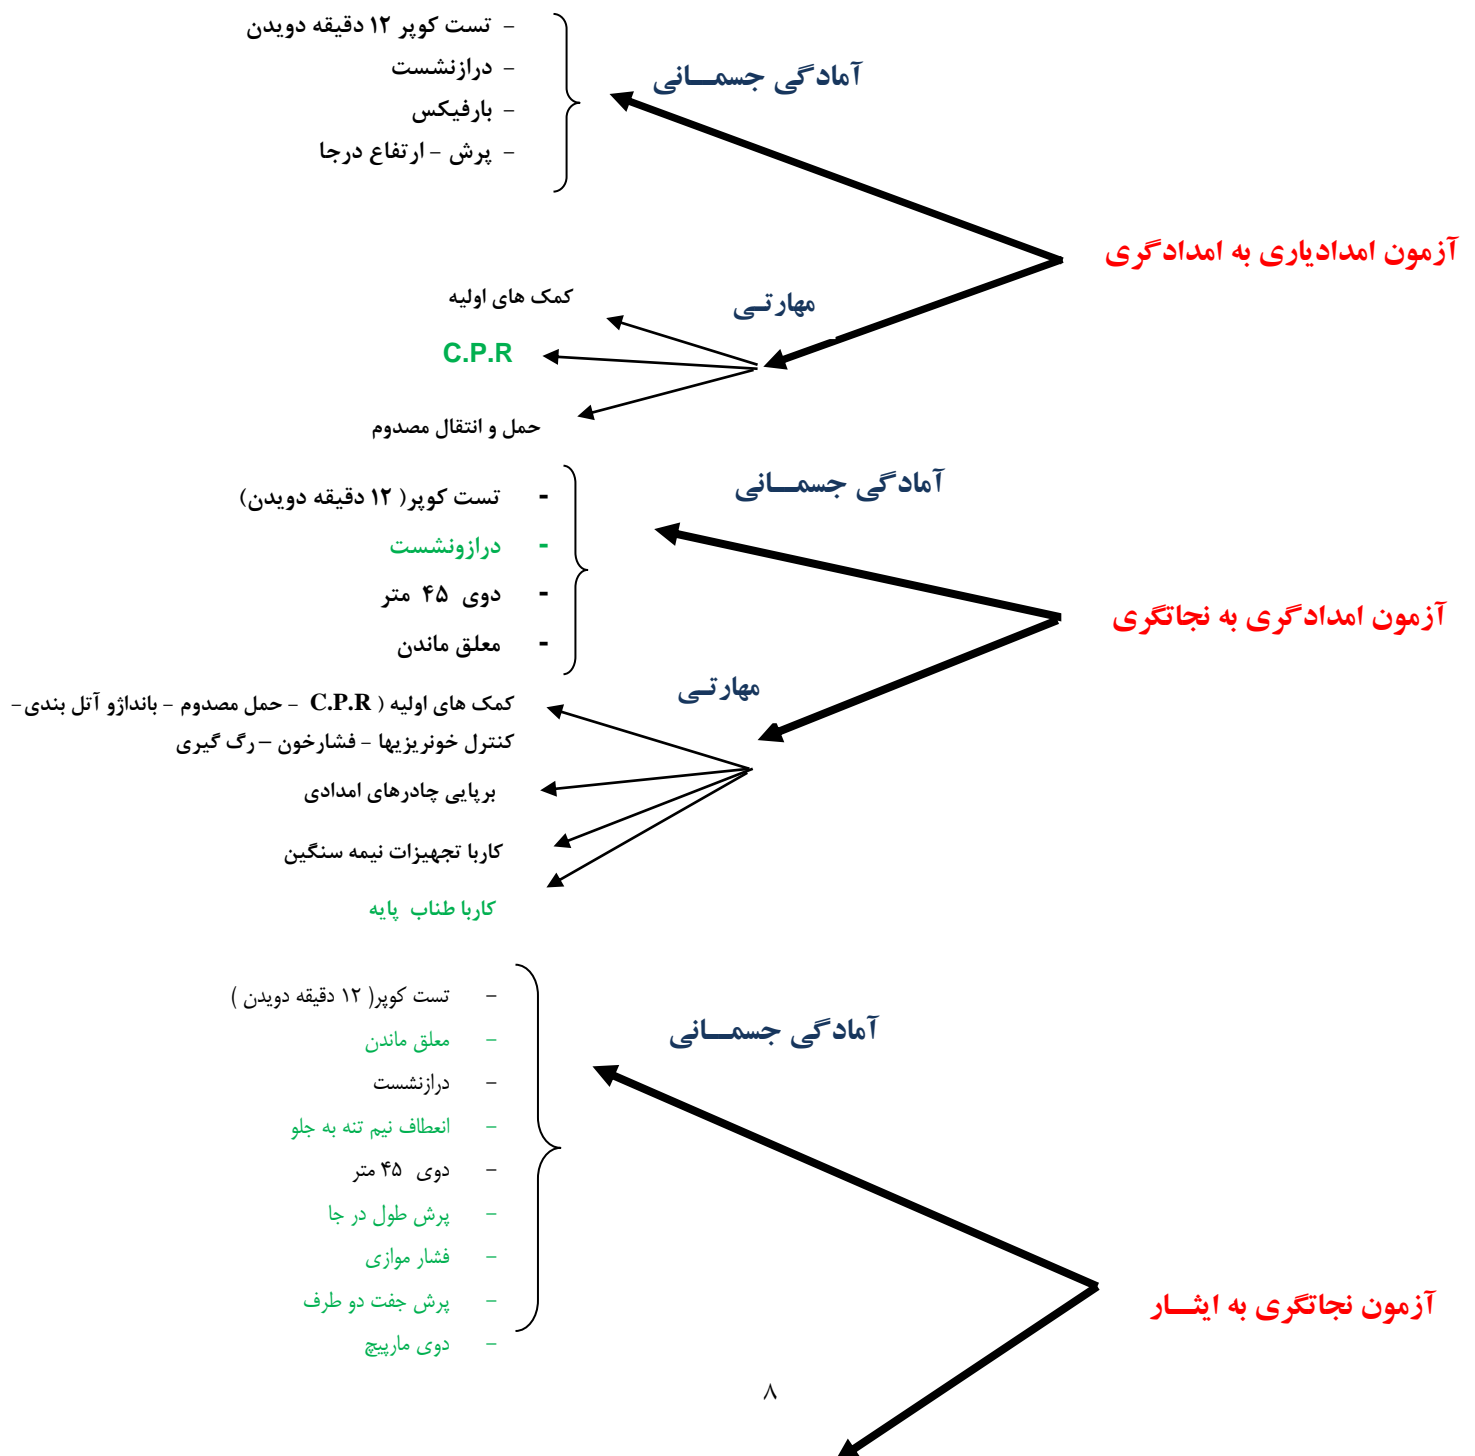 آزمون امدادیاری به امدادگری
آمادگی جسمـــانی
- تست کوپر ۱۲ دقیقه دویدن
- درازنشست
- بارفیکس
- پرش - ارتفاع درجا
مهارتـی
کمک های اولیه
C.P.R
حمل و انتقال مصدوم
آزمون امدادگری به نجاتگری
آمادگی جسمـــانی
- تست کوپر( ۱۲ دقیقه دویدن)
- درازونشست
- دوی ۴۵ متر
- معلق ماندن
مهارتـی
کمک های اولیه ( C.P.R - حمل مصدوم - بانداژو آتل بندی-
کنترل خونریزیها - فشارخون – رگ گیری
برپایی چادرهای امدادی
کاربا تجهیزات نیمه سنگین
کاربا طناب پایه
آزمون نجاتگری به ایثـــار
آمادگی جسمـــانی
- تست کوپر( ۱۲ دقیقه دویدن )
- معلق ماندن
- درازنشست
- انعطاف نیم تنه به جلو
- دوی ۴۵ متر
- پرش طول در جا
- فشار موازی
- پرش جفت دو طرف
- دوی مارپیچ
۸